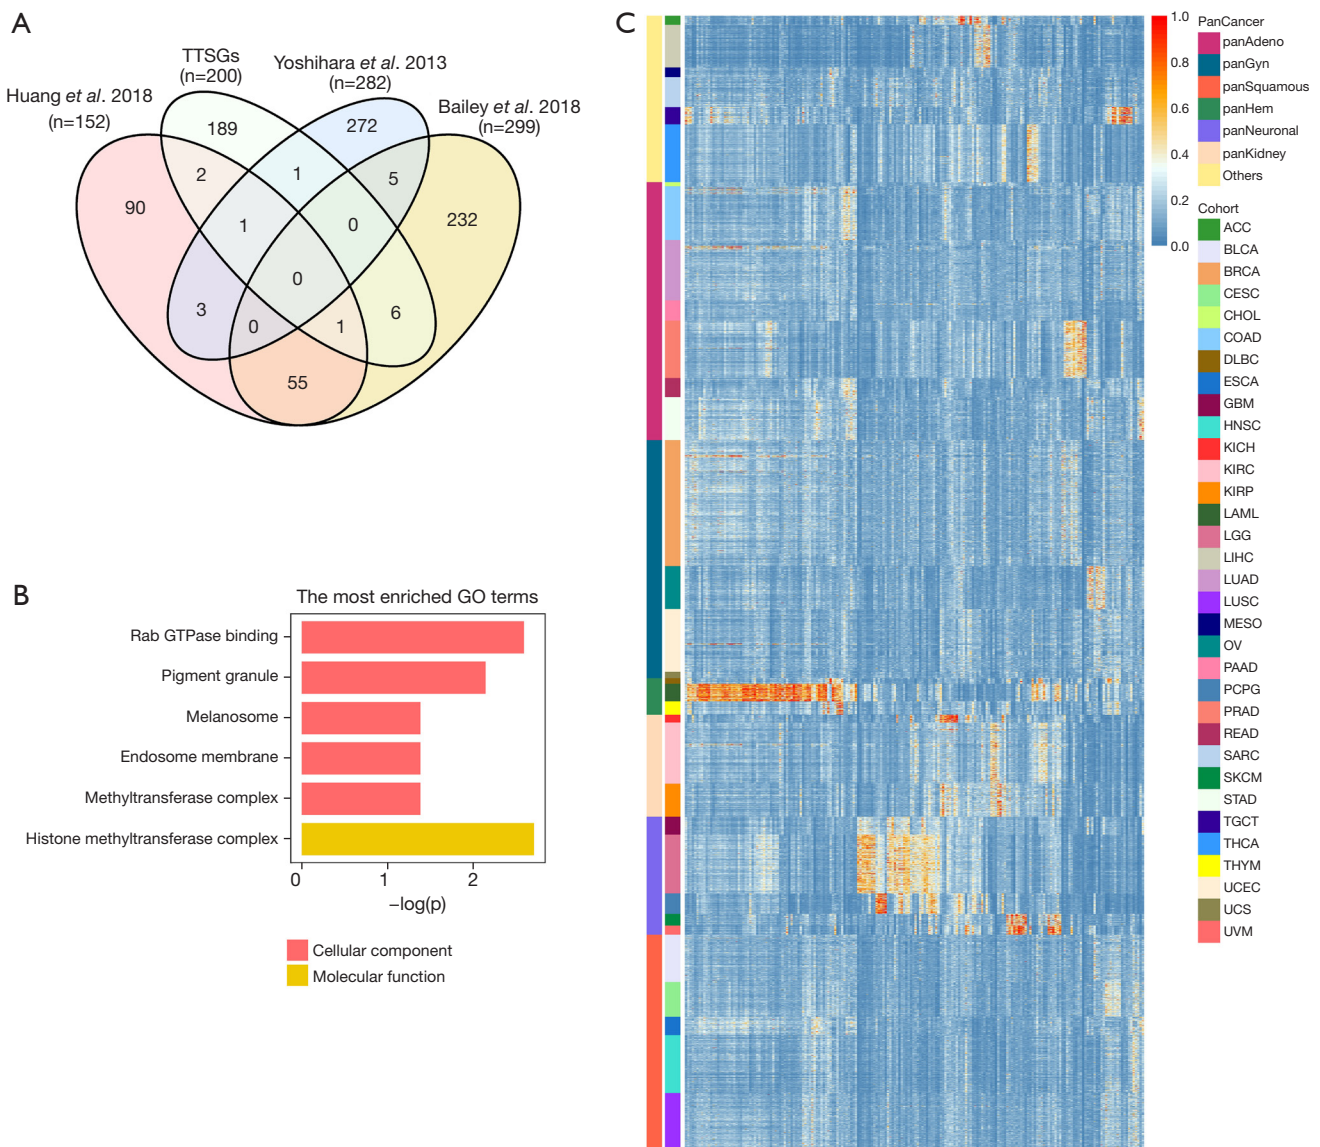 A
TTSGs
(n=200)
Yoshihara et al. 2013
(n=282)
Huang et al. 2018
(n=152)
Bailey et al. 2018
(n=299)
189
272
2
1
5
90
1
0
232
0
3
0
1
6
55
B
The most enriched GO terms
Rab GTPase binding
Pigment granule
Melanosome
Endosome membrane
Methyltransferase complex
Histone methyltransferase complex
0 1 2
−log(p)
Cellular component
Molecular function
C
1.0
0.8
0.6
0.4
0.2
0.0
PanCancer
panAdeno
panGyn
panSquamous
panHem
panNeuronal
panKidney
Others
Cohort
ACC
BLCA
BRCA
CESC
CHOL
COAD
DLBC
ESCA
GBM
HNSC
KICH
KIRC
KIRP
LAML
LGG
LIHC
LUAD
LUSC
MESO
OV
PAAD
PCPG
PRAD
READ
SARC
SKCM
STAD
TGCT
THCA
THYM
UCEC
UCS
UVM